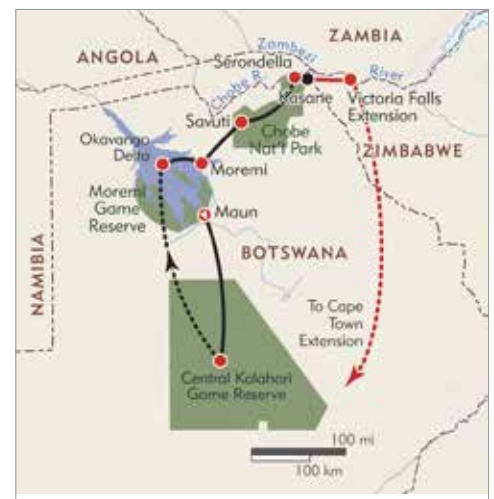 ZAMBIA
ANGOLA
Zambezi
River
Serondella
Chobe R.
Kasane
Victoria Falls
Extension
Savuti
Chobe
Nat'l Park
ZIMBABWE
Okavango
Delta
Moremi
Moremi
Game
Reserve
Maun
BOTSWANA
NAMIBIA
To Cape
Town
Extension
Central Kalahari
Game Reserve
100 mi
100 km